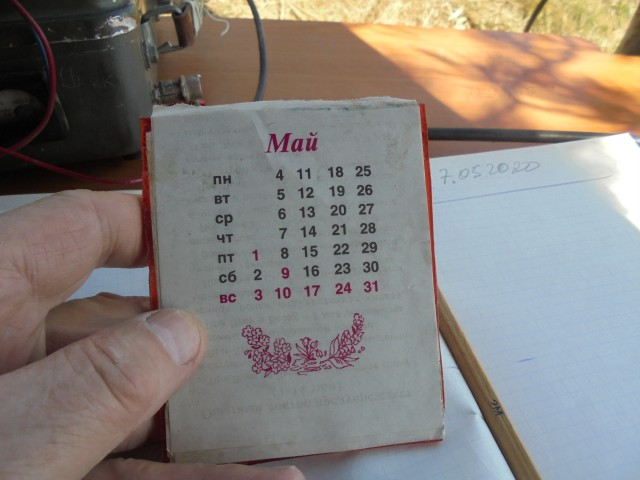 Май
пн 4 11 18 25
вт 5 12 19 26
ср 6 13 20 27
чт 7 14 21 28
пт 1 8 15 22 29
сб 2 9 16 23 30
вс 3 10 17 24 31
7.05 2020
2M